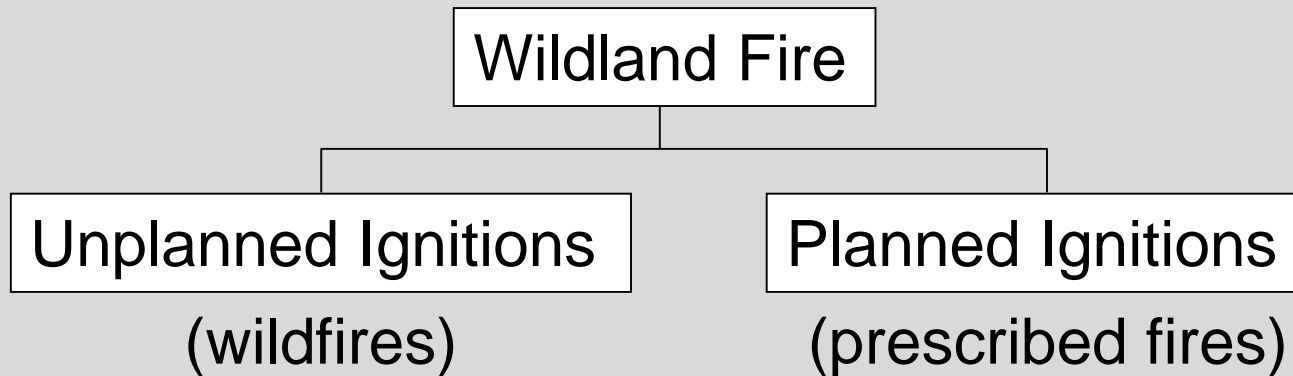 Wildland Fire
Unplanned Ignitions
Planned Ignitions
(wildfires)
(prescribed fires)